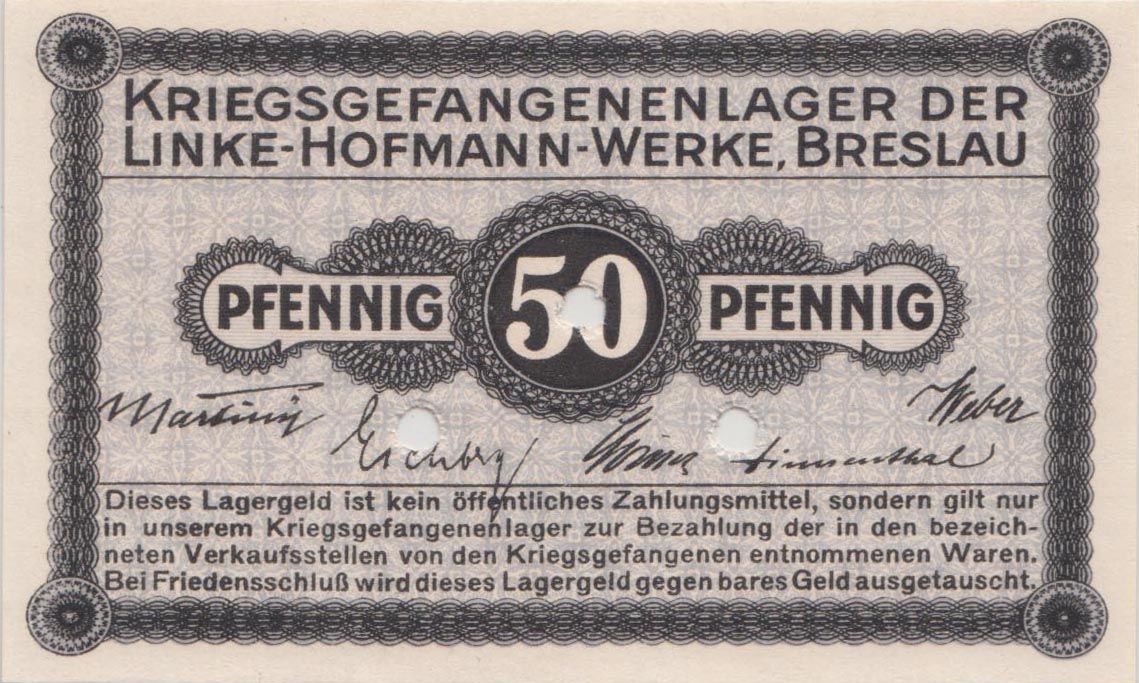 KRIEGSGEFANGENENLAGER DER
LINKE-HOFMANN-WERKE, BRESLAU
PFENNIG 50 PFENNIG
Weber
Eichberg
Dieses Lagergeld ist kein öffentliches Zahlungsmittel, sondern gilt nur
in unserem Kriegsgefangenenlager zur Bezahlung der in den bezeich-
neten Verkaufsstellen von den Kriegsgefangenen entnommenen Waren.
Bei Friedensschluß wird dieses Lagergeld gegen bares Geld ausgetauscht.